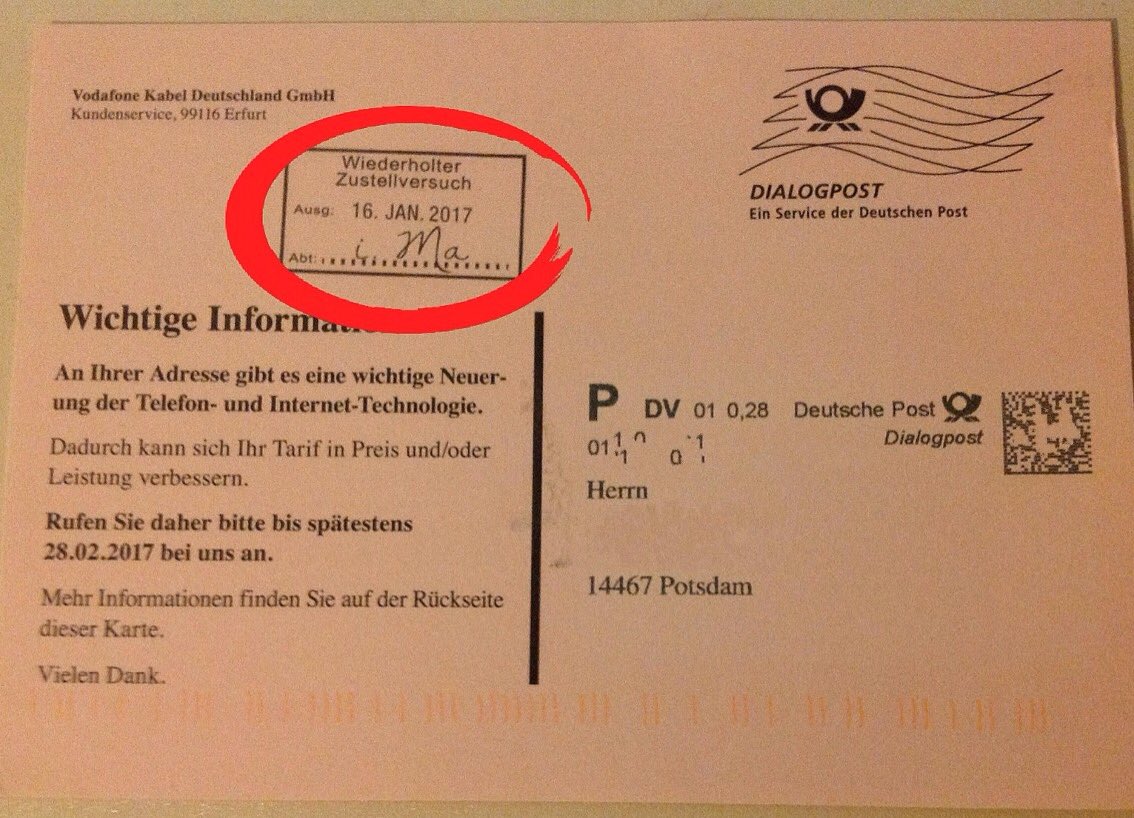 Vodafone Kabel Deutschland GmbH
Kundenservice, 99116 Erfurt
Wiederholter
Zustellversuch
Ausg: 16. JAN. 2017
Abt: i. Ma
DIALOGPOST
Ein Service der Deutschen Post
Wichtige
An Ihrer Adresse gibt es eine wichtige Neuer-
ung der Telefon- und Internet-Technologie.
Dadurch kann sich Ihr Tarif in Preis und/oder
Leistung verbessern.
Rufen Sie daher bitte bis spätestens
28.02.2017 bei uns an.
Mehr Informationen finden Sie auf der Rückseite
dieser Karte.
Vielen Dank.
P DV 01 0,28 Deutsche Post
Dialogpost
Herrn
14467 Potsdam